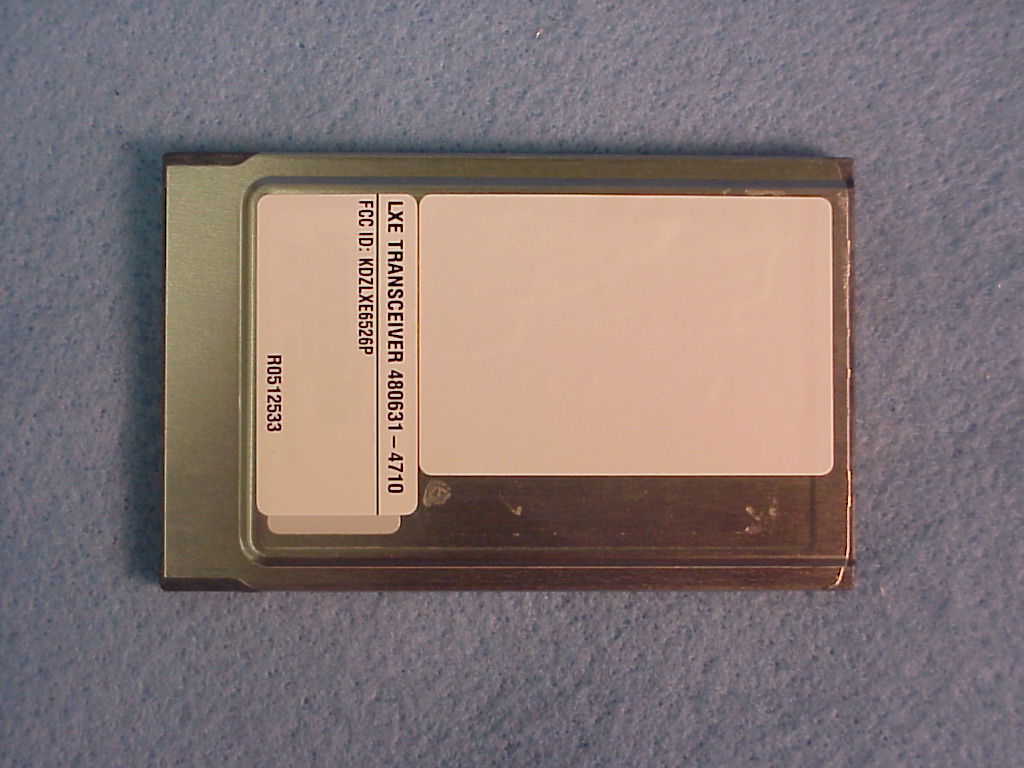 LXE TRANSCEIVER 480631-4710
FCC ID: KDZLXE6526P
R0512533